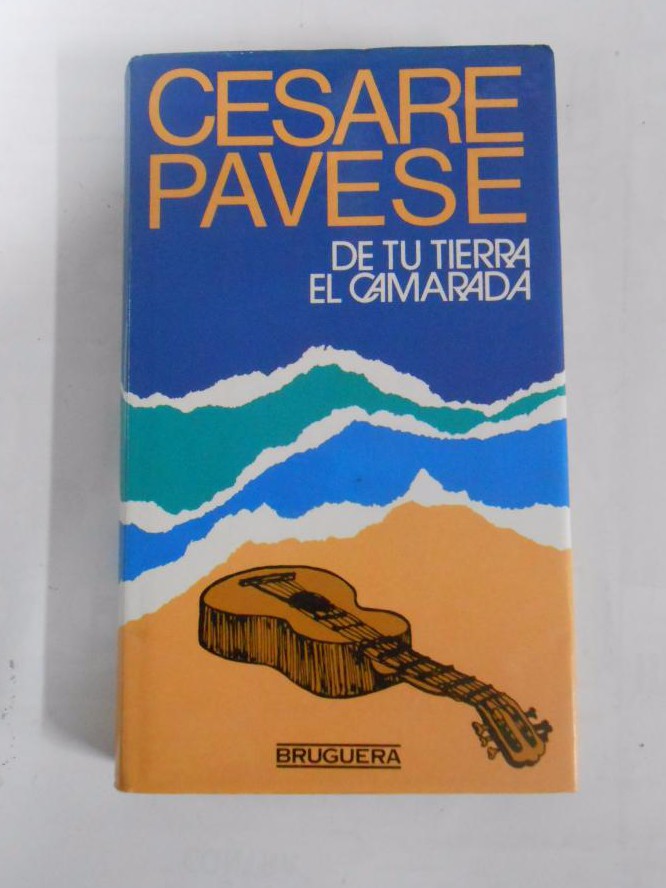 CESARE
PAVESE
DE TU TIERRA
EL CAMARADA
BRUGUERA